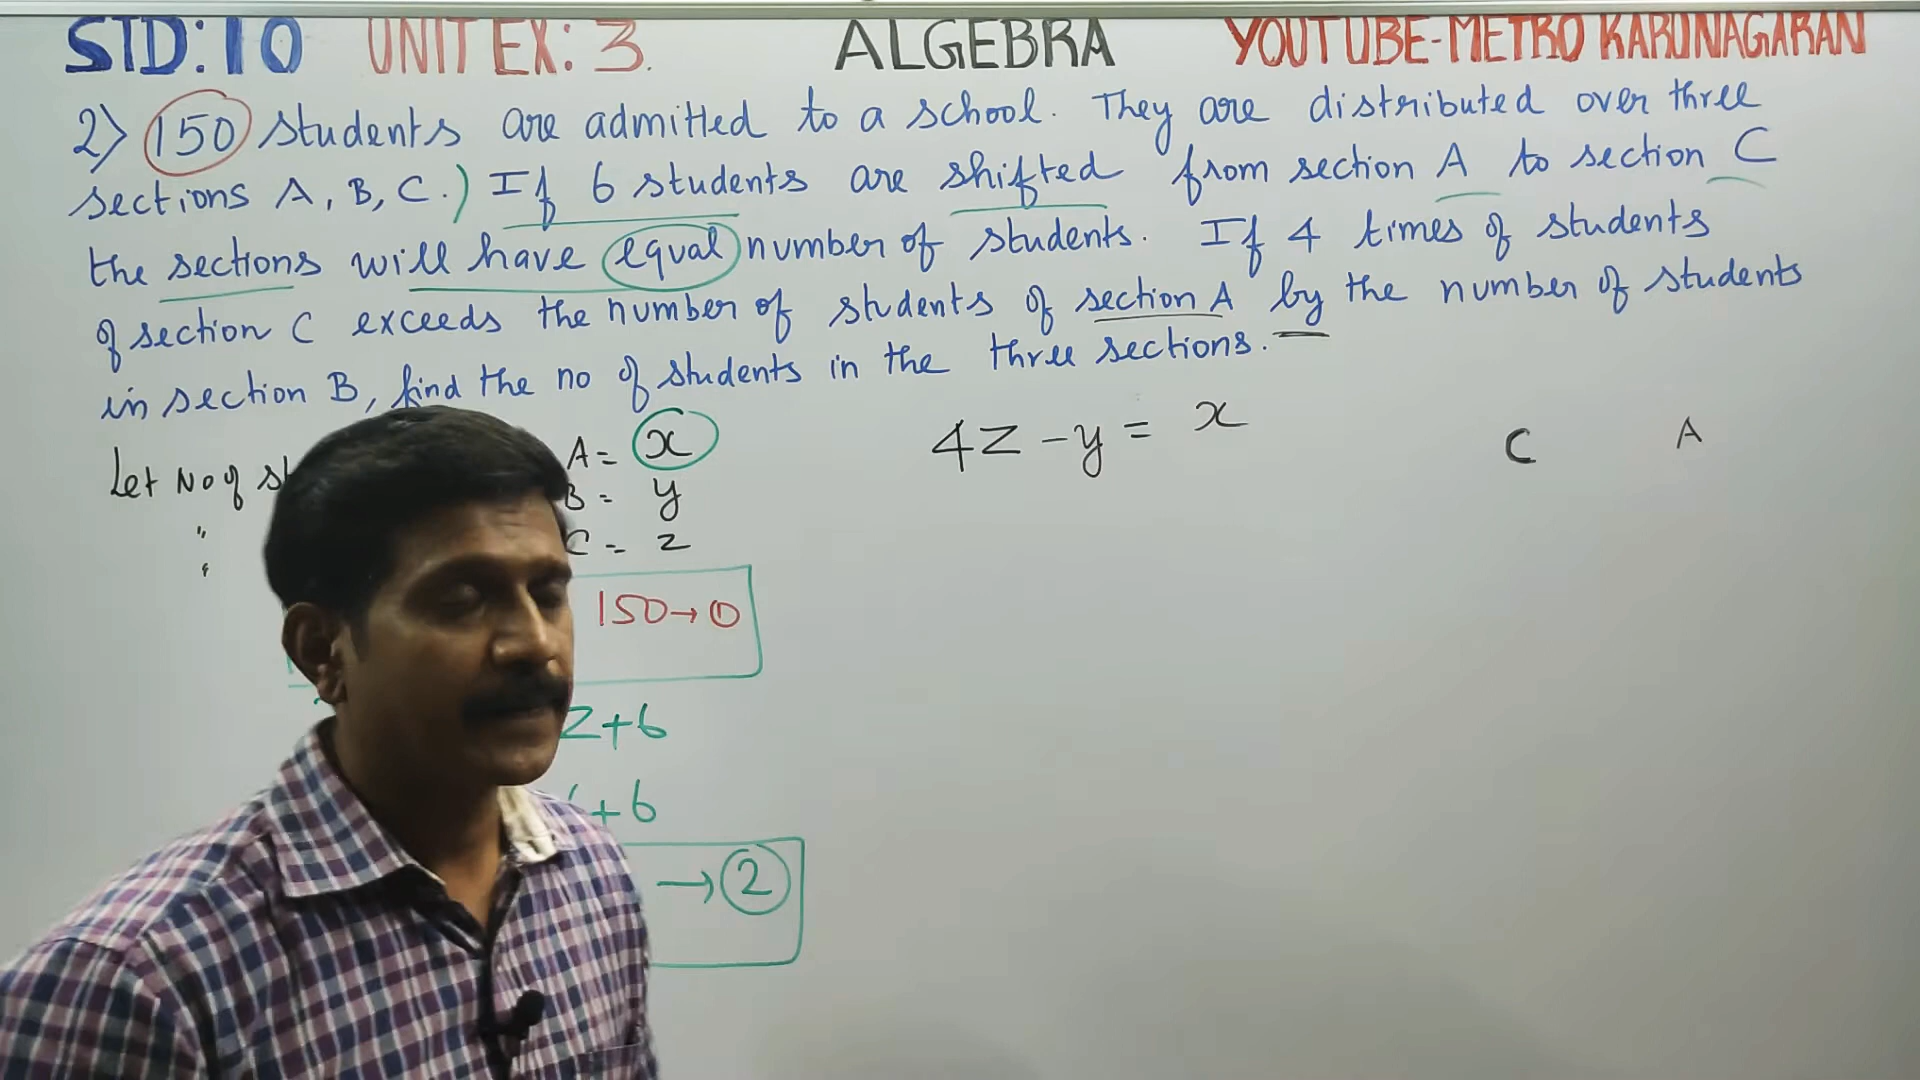 STD:10 UNIT EX: 3. ALGEBRA YOUTUBE-METRO KARUNAGARAN
2) 150 students are admitted to a school. They are distributed over three
sections A, B, C.) If 6 students are shifted from section A to section C
the sections will have equal number of students. If 4 times of students
of section C exceeds the number of students of section A by the number of students
in section B, find the no of students in the three sections.
Let No of st A = x
" B = y
" C = z
150 → ①
z+6
+6
→ ②
4z - y = x
C A